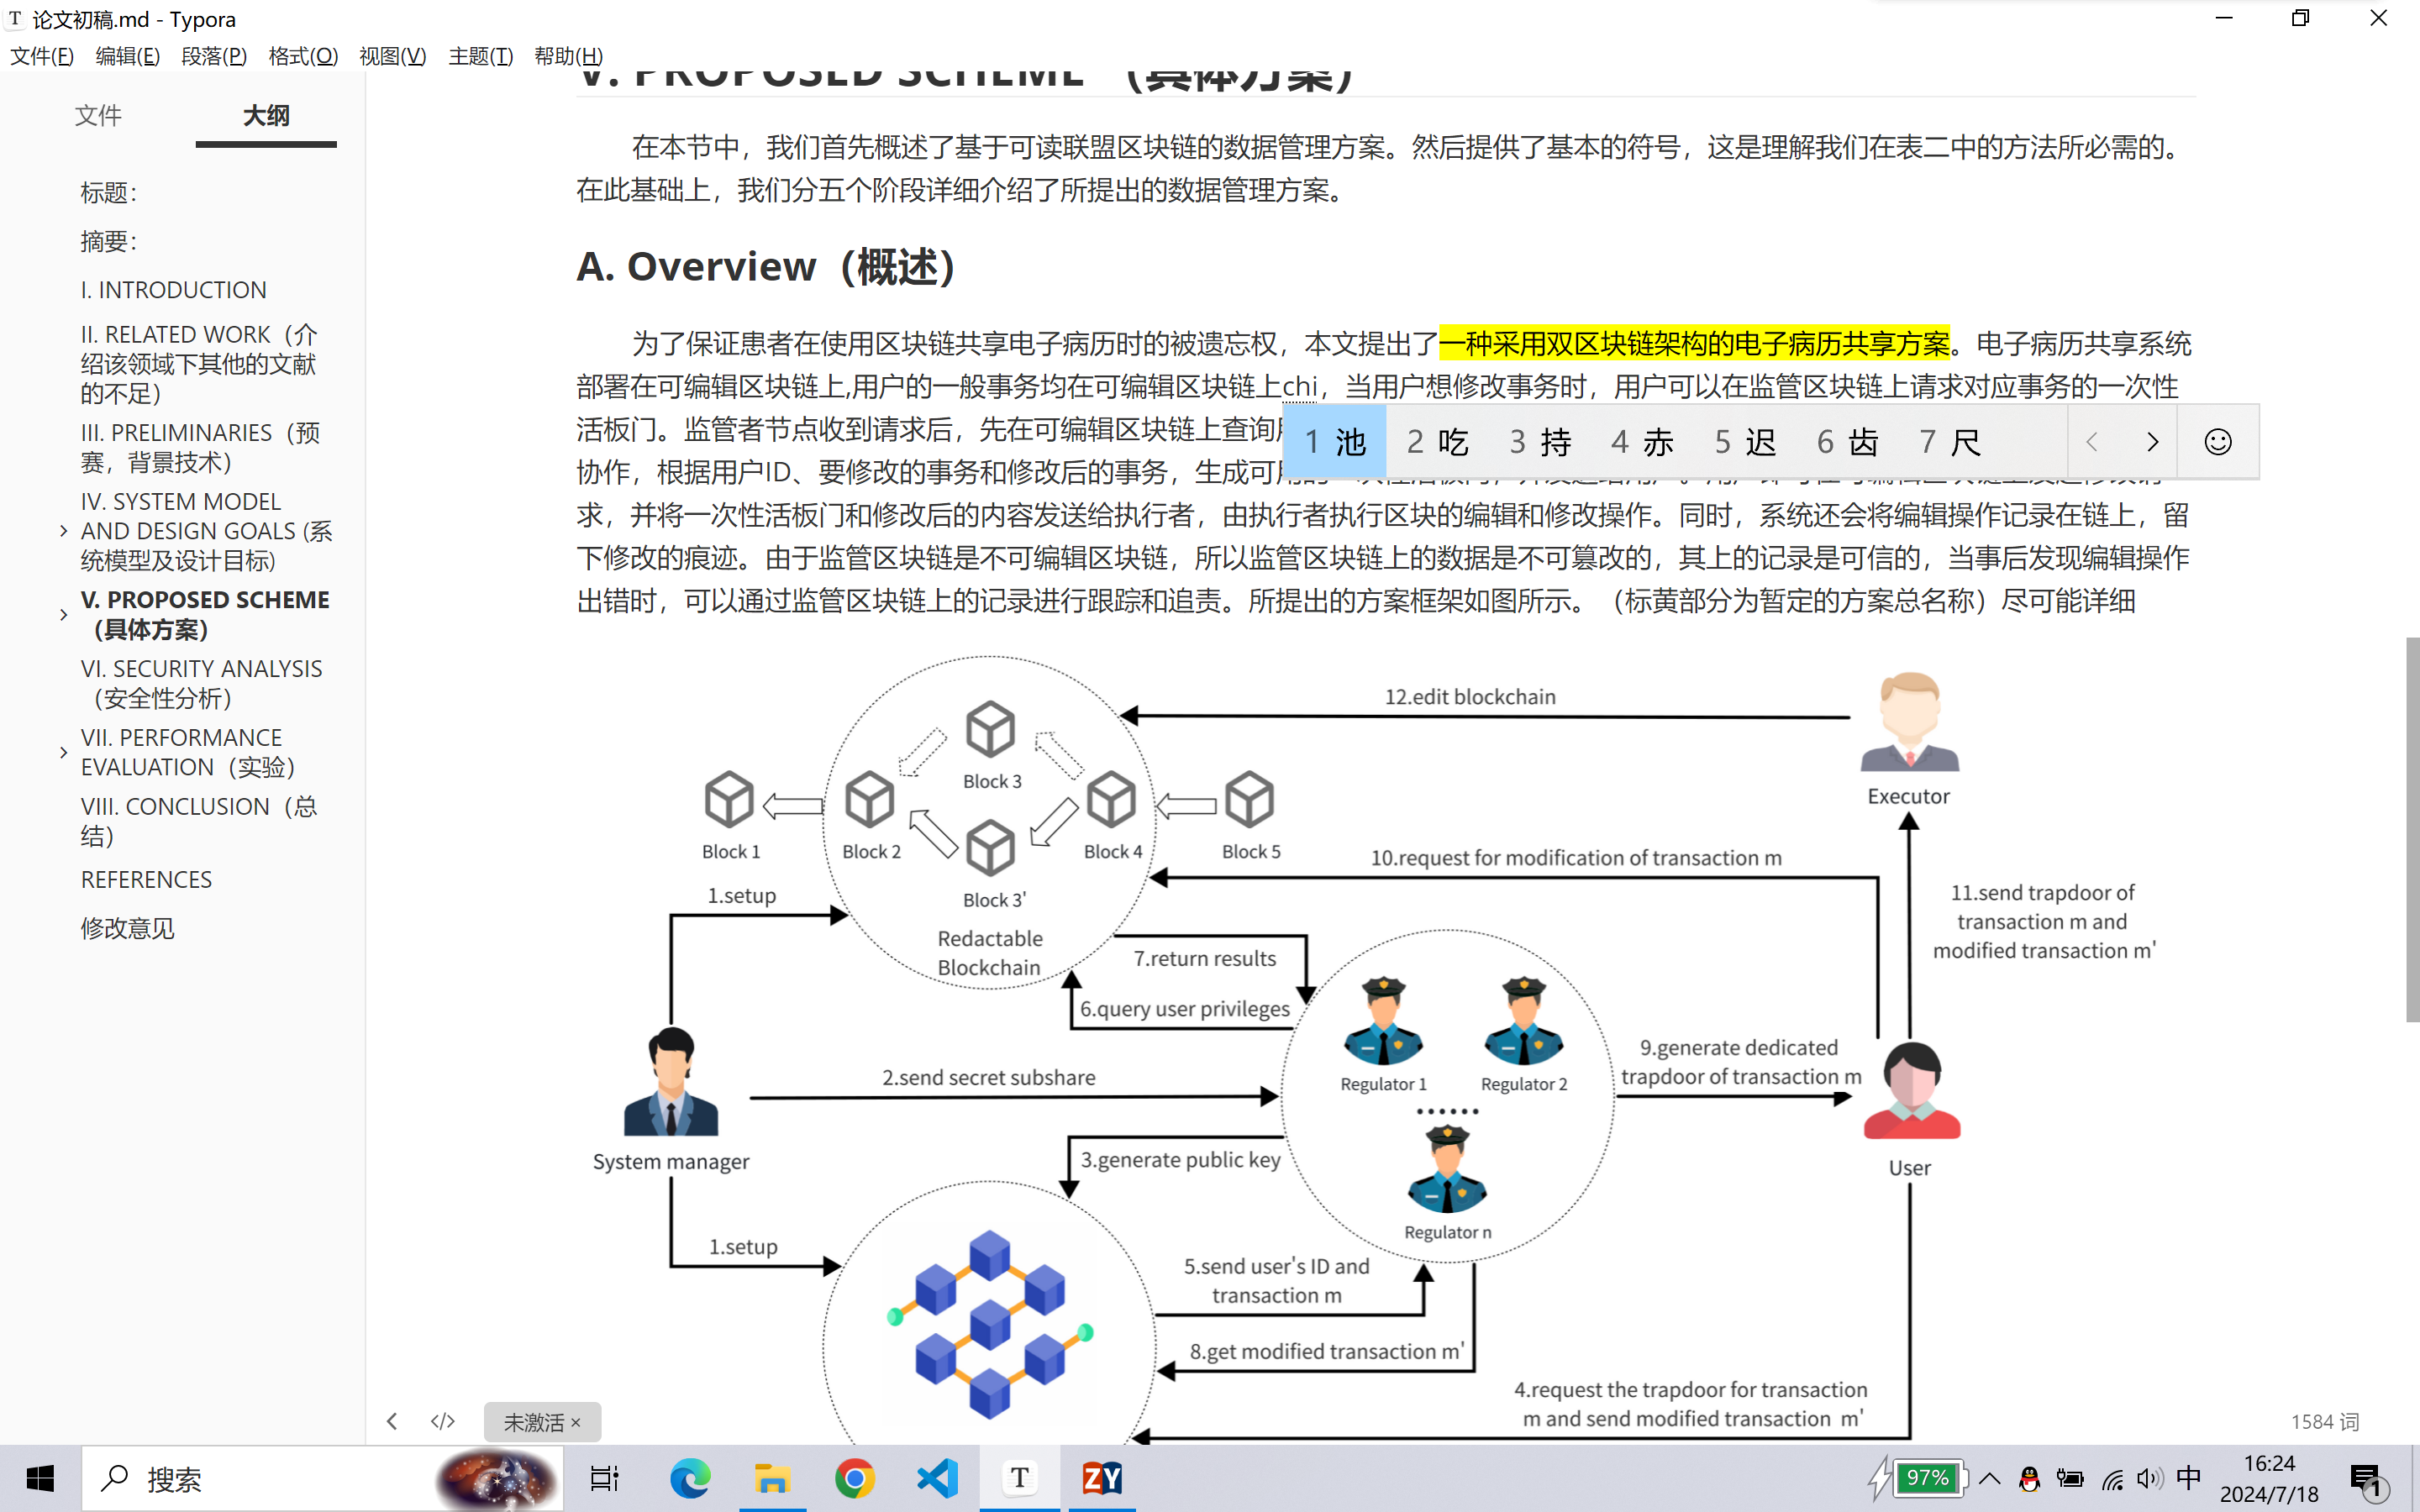 论文初稿.md - Typora
文件(F) 编辑(E) 段落(P) 格式(O) 视图(V) 主题(T) 帮助(H)
文件 大纲
标题:
摘要:
I. INTRODUCTION
II. RELATED WORK（介
绍该领域下其他的文献
的不足）
III. PRELIMINARIES（预
赛，背景技术）
IV. SYSTEM MODEL
AND DESIGN GOALS (系
统模型及设计目标)
V. PROPOSED SCHEME
（具体方案）
VI. SECURITY ANALYSIS
（安全性分析）
VII. PERFORMANCE
EVALUATION（实验）
VIII. CONCLUSION（总
结）
REFERENCES
修改意见
V. PROPOSED SCHEME （具体方案）
在本节中，我们首先概述了基于可读联盟区块链的数据管理方案。然后提供了基本的符号，这是理解我们在表二中的方法所必需的。
在此基础上，我们分五个阶段详细介绍了所提出的数据管理方案。
A. Overview（概述）
为了保证患者在使用区块链共享电子病历时的被遗忘权，本文提出了一种采用双区块链架构的电子病历共享方案。电子病历共享系统
部署在可编辑区块链上,用户的一般事务均在可编辑区块链上chi，当用户想修改事务时，用户可以在监管区块链上请求对应事务的一次性
活板门。监管者节点收到请求后，先在可编辑区块链上查询
1 池 2 吃 3 持 4 赤 5 迟 6 齿 7 尺
协作，根据用户ID、要修改的事务和修改后的事务，生成可
求，并将一次性活板门和修改后的内容发送给执行者，由执行者执行区块的编辑和修改操作。同时，系统还会将编辑操作记录在链上，留
下修改的痕迹。由于监管区块链是不可编辑区块链，所以监管区块链上的数据是不可篡改的，其上的记录是可信的，当事后发现编辑操作
出错时，可以通过监管区块链上的记录进行跟踪和追责。所提出的方案框架如图所示。（标黄部分为暂定的方案总名称）尽可能详细
12.edit blockchain
Executor
Block 3
Block 1
Block 2
Block 4
Block 5
Block 3'
Redactable
Blockchain
1.setup
10.request for modification of transaction m
11.send trapdoor of
transaction m and
modified transaction m'
7.return results
6.query user privileges
Regulator 1
Regulator 2
......
Regulator n
9.generate dedicated
trapdoor of transaction m
2.send secret subshare
System manager
3.generate public key
User
1.setup
5.send user's ID and
transaction m
8.get modified transaction m'
4.request the trapdoor for transaction
m and send modified transaction m'
</> 未激活 × 1584 词
搜索 T ZY 97% 中 16:24
2024/7/18 1